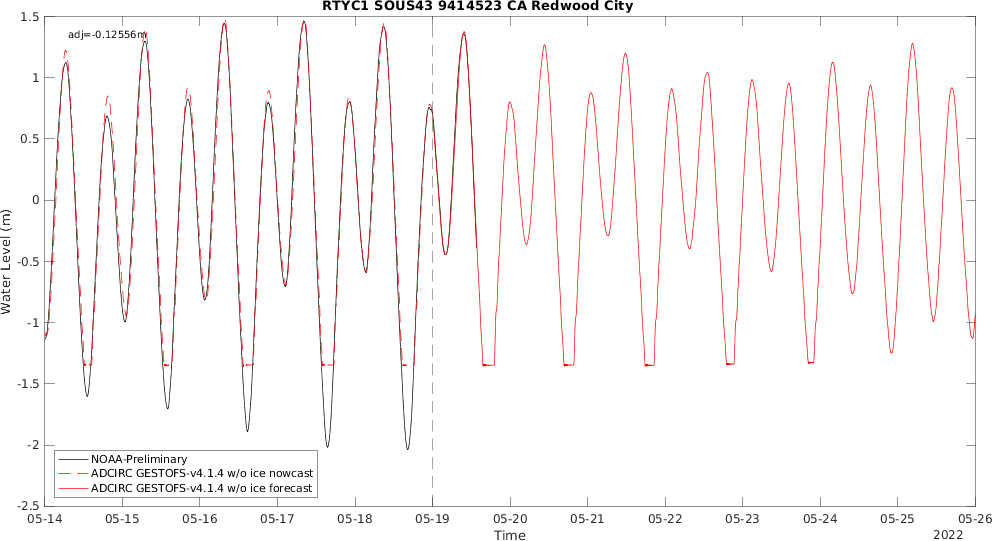 RTYC1 SOUS43 9414523 CA Redwood City
adj=-0.12556m
1.5
1
0.5
0
-0.5
-1
-1.5
-2
-2.5
Water Level (m)
NOAA-Preliminary
ADCIRC GESTOFS-v4.1.4 w/o ice nowcast
ADCIRC GESTOFS-v4.1.4 w/o ice forecast
05-14 05-15 05-16 05-17 05-18 05-19 05-20 05-21 05-22 05-23 05-24 05-25 05-26
Time
2022